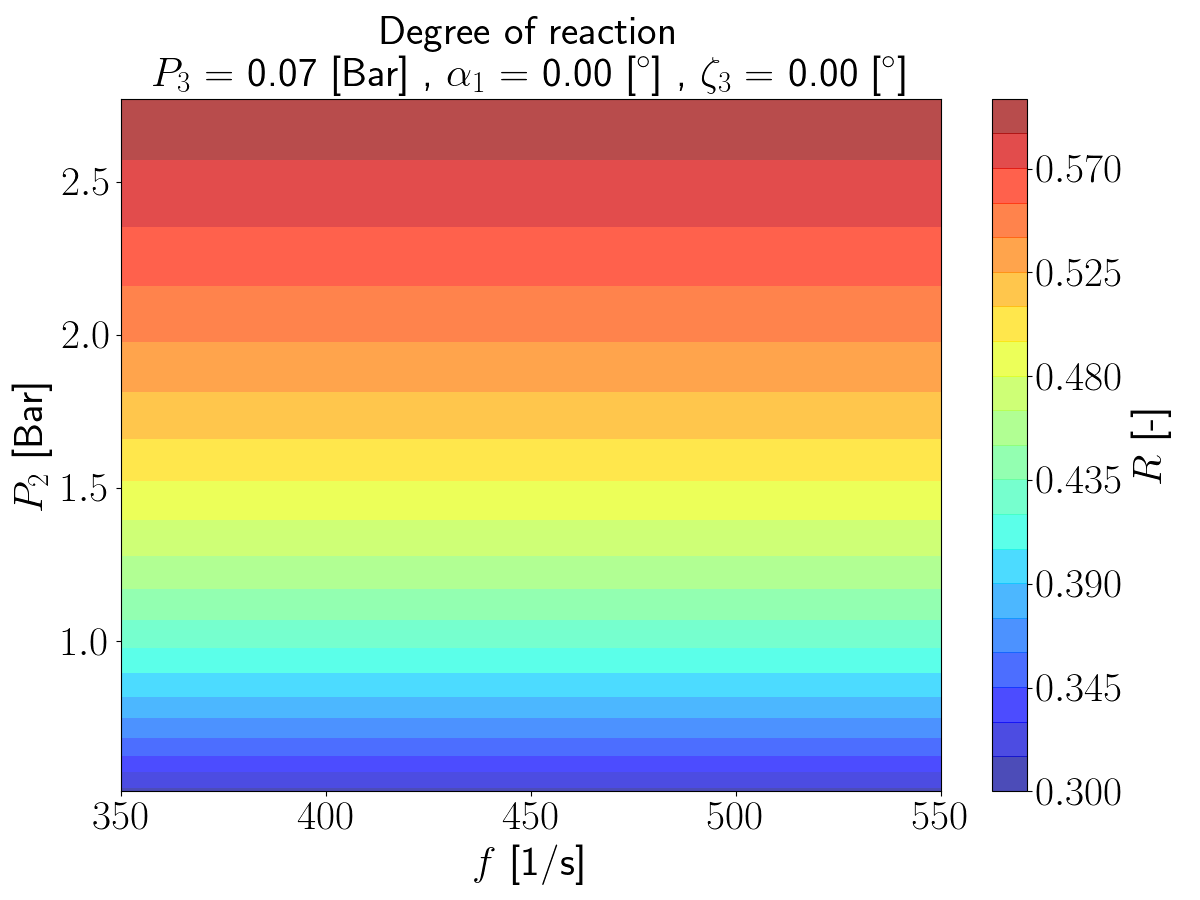 Degree of reaction
P₃ = 0.07 [Bar] , α₁ = 0.00 [°] , ζ₃ = 0.00 [°]
P₂ [Bar]
2.5
2.0
1.5
1.0
350 400 450 500 550
f [1/s]
0.570
0.525
0.480
0.435
0.390
0.345
0.300
R [-]